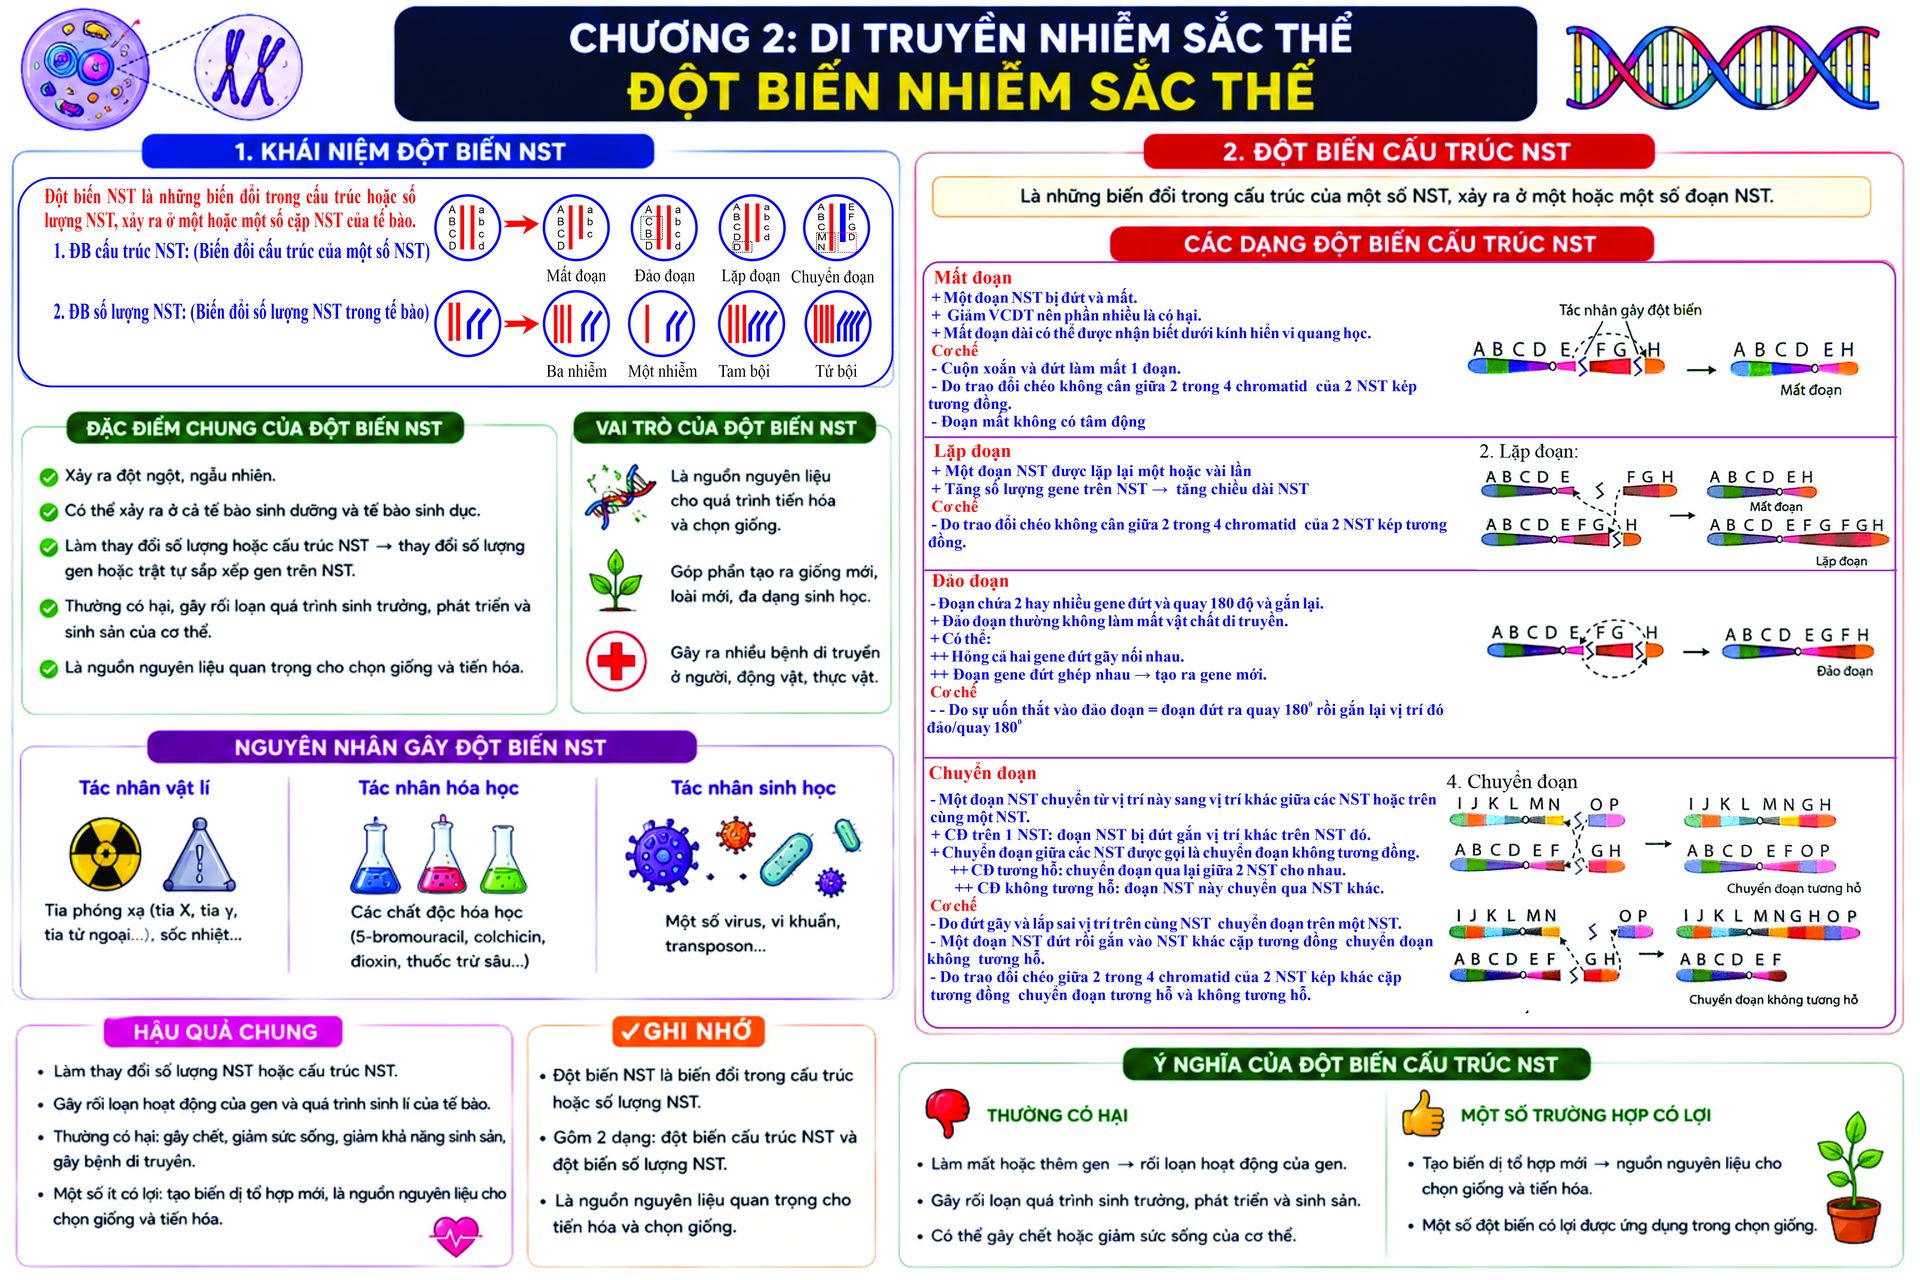 CHƯƠNG 2: DI TRUYỀN NHIỄM SẮC THỂ
ĐỘT BIẾN NHIỄM SẮC THẾ
1. KHÁI NIỆM ĐỘT BIẾN NST
Đột biến NST là những biến đổi trong cấu trúc hoặc số
lượng NST, xảy ra ở một hoặc một số cặp NST của tế bào.
1. ĐB cấu trúc NST: (Biến đổi cấu trúc của một số NST)
A a
B b
C c
D d
A a
B b
C c
D
A a
C b
B c
D d
A a
B b
C c
D d
D
A E
B F
C G
M D
N
Mất đoạn
Đảo đoạn
Lặp đoạn
Chuyển đoạn
2. ĐB số lượng NST: (Biến đổi số lượng NST trong tế bào)
Ba nhiễm
Một nhiễm
Tam bội
Tứ bội
ĐẶC ĐIỂM CHUNG CỦA ĐỘT BIẾN NST
Xảy ra đột ngột, ngẫu nhiên.
Có thể xảy ra ở cả tế bào sinh dưỡng và tế bào sinh dục.
Làm thay đổi số lượng hoặc cấu trúc NST → thay đổi số lượng
gen hoặc trật tự sắp xếp gen trên NST.
Thường có hại, gây rối loạn quá trình sinh trưởng, phát triển và
sinh sản của cơ thể.
Là nguồn nguyên liệu quan trọng cho chọn giống và tiến hóa.
VAI TRÒ CỦA ĐỘT BIẾN NST
Là nguồn nguyên liệu
cho quá trình tiến hóa
và chọn giống.
Góp phần tạo ra giống mới,
loài mới, đa dạng sinh học.
Gây ra nhiều bệnh di truyền
ở người, động vật, thực vật.
NGUYÊN NHÂN GÂY ĐỘT BIẾN NST
Tác nhân vật lí
Tia phóng xạ (tia X, tia γ,
tia tử ngoại...), sốc nhiệt...
Tác nhân hóa học
Các chất độc hóa học
(5-bromouracil, colchicin,
đioxin, thuốc trừ sâu...)
Tác nhân sinh học
Một số virus, vi khuẩn,
transposon...
HẬU QUẢ CHUNG
• Làm thay đổi số lượng NST hoặc cấu trúc NST.
• Gây rối loạn hoạt động của gen và quá trình sinh lí của tế bào.
• Thường có hại: gây chết, giảm sức sống, giảm khả năng sinh sản,
gây bệnh di truyền.
• Một số ít có lợi: tạo biến dị tổ hợp mới, là nguồn nguyên liệu cho
chọn giống và tiến hóa.
✓ GHI NHỚ
• Đột biến NST là biến đổi trong cấu trúc
hoặc số lượng NST.
• Gồm 2 dạng: đột biến cấu trúc NST và
đột biến số lượng NST.
• Là nguồn nguyên liệu quan trọng cho
tiến hóa và chọn giống.
2. ĐỘT BIẾN CẤU TRÚC NST
Là những biến đổi trong cấu trúc của một số NST, xảy ra ở một hoặc một số đoạn NST.
CÁC DẠNG ĐỘT BIẾN CẤU TRÚC NST
Mất đoạn
+ Một đoạn NST bị đứt và mất.
+ Giảm VCDT nên phần nhiều là có hại.
+ Mất đoạn dài có thể được nhận biết dưới kính hiển vi quang học.
Cơ chế
- Cuộn xoắn và đứt làm mất 1 đoạn.
- Do trao đổi chéo không cân giữa 2 trong 4 chromatid của 2 NST kép
tương đồng.
- Đoạn mất không có tâm động
Tác nhân gây đột biến
A B C D E F G H
A B C D E H
Mất đoạn
Lặp đoạn
+ Một đoạn NST được lặp lại một hoặc vài lần
+ Tăng số lượng gene trên NST → tăng chiều dài NST
Cơ chế
- Do trao đổi chéo không cân giữa 2 trong 4 chromatid của 2 NST kép tương
đồng.
2. Lặp đoạn:
A B C D E F G H
A B C D E H
Mất đoạn
A B C D E F G H
A B C D E F G F G H
Lặp đoạn
Đảo đoạn
- Đoạn chứa 2 hay nhiều gene đứt và quay 180 độ và gắn lại.
+ Đảo đoạn thường không làm mất vật chất di truyền.
+ Có thể:
++ Hỏng cả hai gene đứt gãy nối nhau.
++ Đoạn gene đứt ghép nhau → tạo ra gene mới.
Cơ chế
- - Do sự uốn thắt vào đảo đoạn = đoạn đứt ra quay 180⁰ rồi gắn lại vị trí đó
đảo/quay 180⁰
A B C D E F G H
A B C D E G F H
Đảo đoạn
Chuyển đoạn
- Một đoạn NST chuyển từ vị trí này sang vị trí khác giữa các NST hoặc trên
cùng một NST.
+ CĐ trên 1 NST: đoạn NST bị đứt gắn vị trí khác trên NST đó.
+ Chuyển đoạn giữa các NST được gọi là chuyển đoạn không tương đồng.
++ CĐ tương hỗ: chuyển đoạn qua lại giữa 2 NST cho nhau.
++ CĐ không tương hỗ: đoạn NST này chuyển qua NST khác.
Cơ chế
- Do đứt gãy và lắp sai vị trí trên cùng NST chuyển đoạn trên một NST.
- Một đoạn NST đứt rồi gắn vào NST khác cặp tương đồng chuyển đoạn
không tương hỗ.
- Do trao đổi chéo giữa 2 trong 4 chromatid của 2 NST kép khác cặp
tương đồng chuyển đoạn tương hỗ và không tương hỗ.
4. Chuyển đoạn
I J K L M N O P
I J K L M N G H
A B C D E F G H
A B C D E F O P
Chuyển đoạn tương hỗ
I J K L M N O P
I J K L M N G H O P
A B C D E F G H
A B C D E F
Chuyển đoạn không tương hỗ
Ý NGHĨA CỦA ĐỘT BIẾN CẤU TRÚC NST
THƯỜNG CÓ HẠI
• Làm mất hoặc thêm gen → rối loạn hoạt động của gen.
• Gây rối loạn quá trình sinh trưởng, phát triển và sinh sản.
• Có thể gây chết hoặc giảm sức sống của cơ thể.
MỘT SỐ TRƯỜNG HỢP CÓ LỢI
• Tạo biến dị tổ hợp mới → nguồn nguyên liệu cho
chọn giống và tiến hóa.
• Một số đột biến có lợi được ứng dụng trong chọn giống.